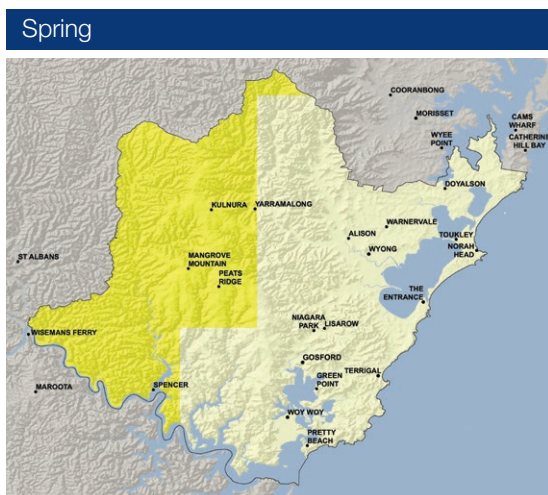 Spring
COORANBONG
MORISSET
CAMS
WHARF
CATHERINE
HILL BAY
WYEE
POINT
DOYALSON
KULNURA
YARRAMALONG
WARNERVALE
ALISON
TOUKLEY
WYONG
NORAH
HEAD
ST ALBANS
MANGROVE
MOUNTAIN
PEATS
RIDGE
THE
ENTRANCE
NIAGARA
PARK
LISAROW
WISEMANS FERRY
GOSFORD
GREEN
POINT
TERRIGAL
MAROOTA
SPENCER
WOY WOY
PRETTY
BEACH